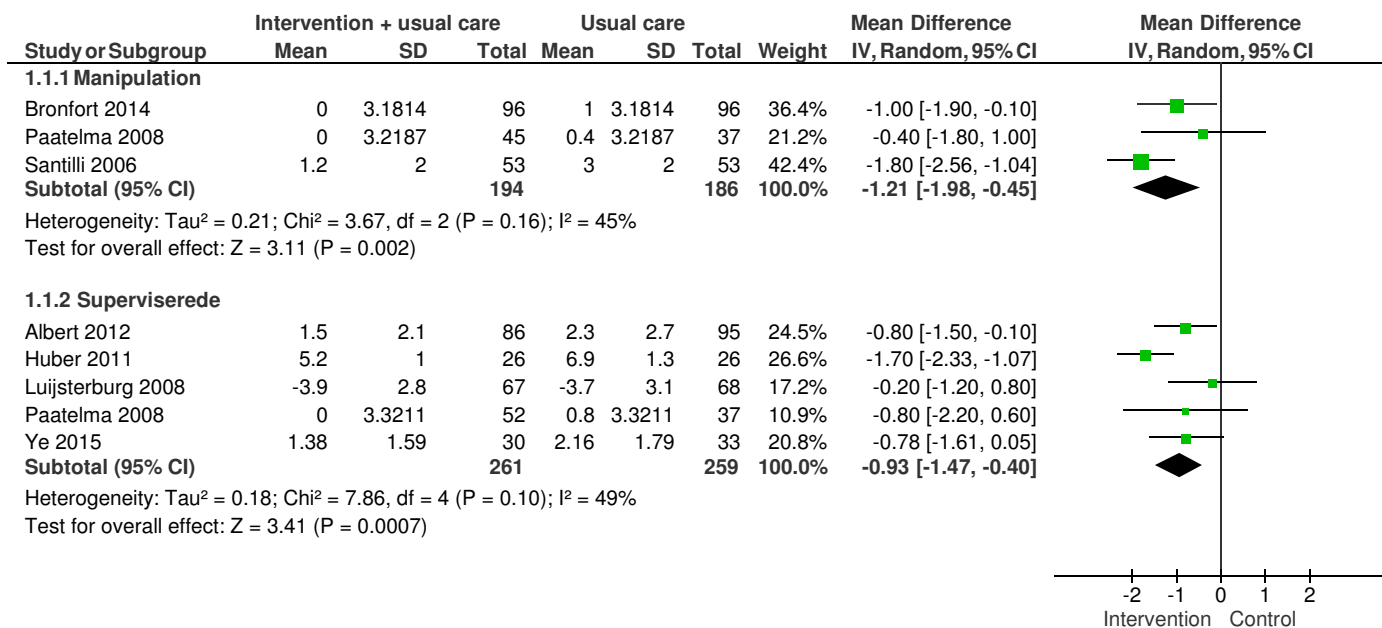 Intervention + usual care Usual care Mean Difference Mean Difference
Study or Subgroup Mean SD Total Mean SD Total Weight IV, Random, 95% CI IV, Random, 95% CI
1.1.1 Manipulation
Bronfort 2014 0 3.1814 96 1 3.1814 96 36.4% -1.00 [-1.90, -0.10]
Paatelma 2008 0 3.2187 45 0.4 3.2187 37 21.2% -0.40 [-1.80, 1.00]
Santilli 2006 1.2 2 53 3 2 53 42.4% -1.80 [-2.56, -1.04]
Subtotal (95% CI) 194 186 100.0% -1.21 [-1.98, -0.45]
Heterogeneity: Tau² = 0.21; Chi² = 3.67, df = 2 (P = 0.16); I² = 45%
Test for overall effect: Z = 3.11 (P = 0.002)
1.1.2 Superviserede
Albert 2012 1.5 2.1 86 2.3 2.7 95 24.5% -0.80 [-1.50, -0.10]
Huber 2011 5.2 1 26 6.9 1.3 26 26.6% -1.70 [-2.33, -1.07]
Luijsterburg 2008 -3.9 2.8 67 -3.7 3.1 68 17.2% -0.20 [-1.20, 0.80]
Paatelma 2008 0 3.3211 52 0.8 3.3211 37 10.9% -0.80 [-2.20, 0.60]
Ye 2015 1.38 1.59 30 2.16 1.79 33 20.8% -0.78 [-1.61, 0.05]
Subtotal (95% CI) 261 259 100.0% -0.93 [-1.47, -0.40]
Heterogeneity: Tau² = 0.18; Chi² = 7.86, df = 4 (P = 0.10); I² = 49%
Test for overall effect: Z = 3.41 (P = 0.0007)
-2 -1 0 1 2
Intervention Control